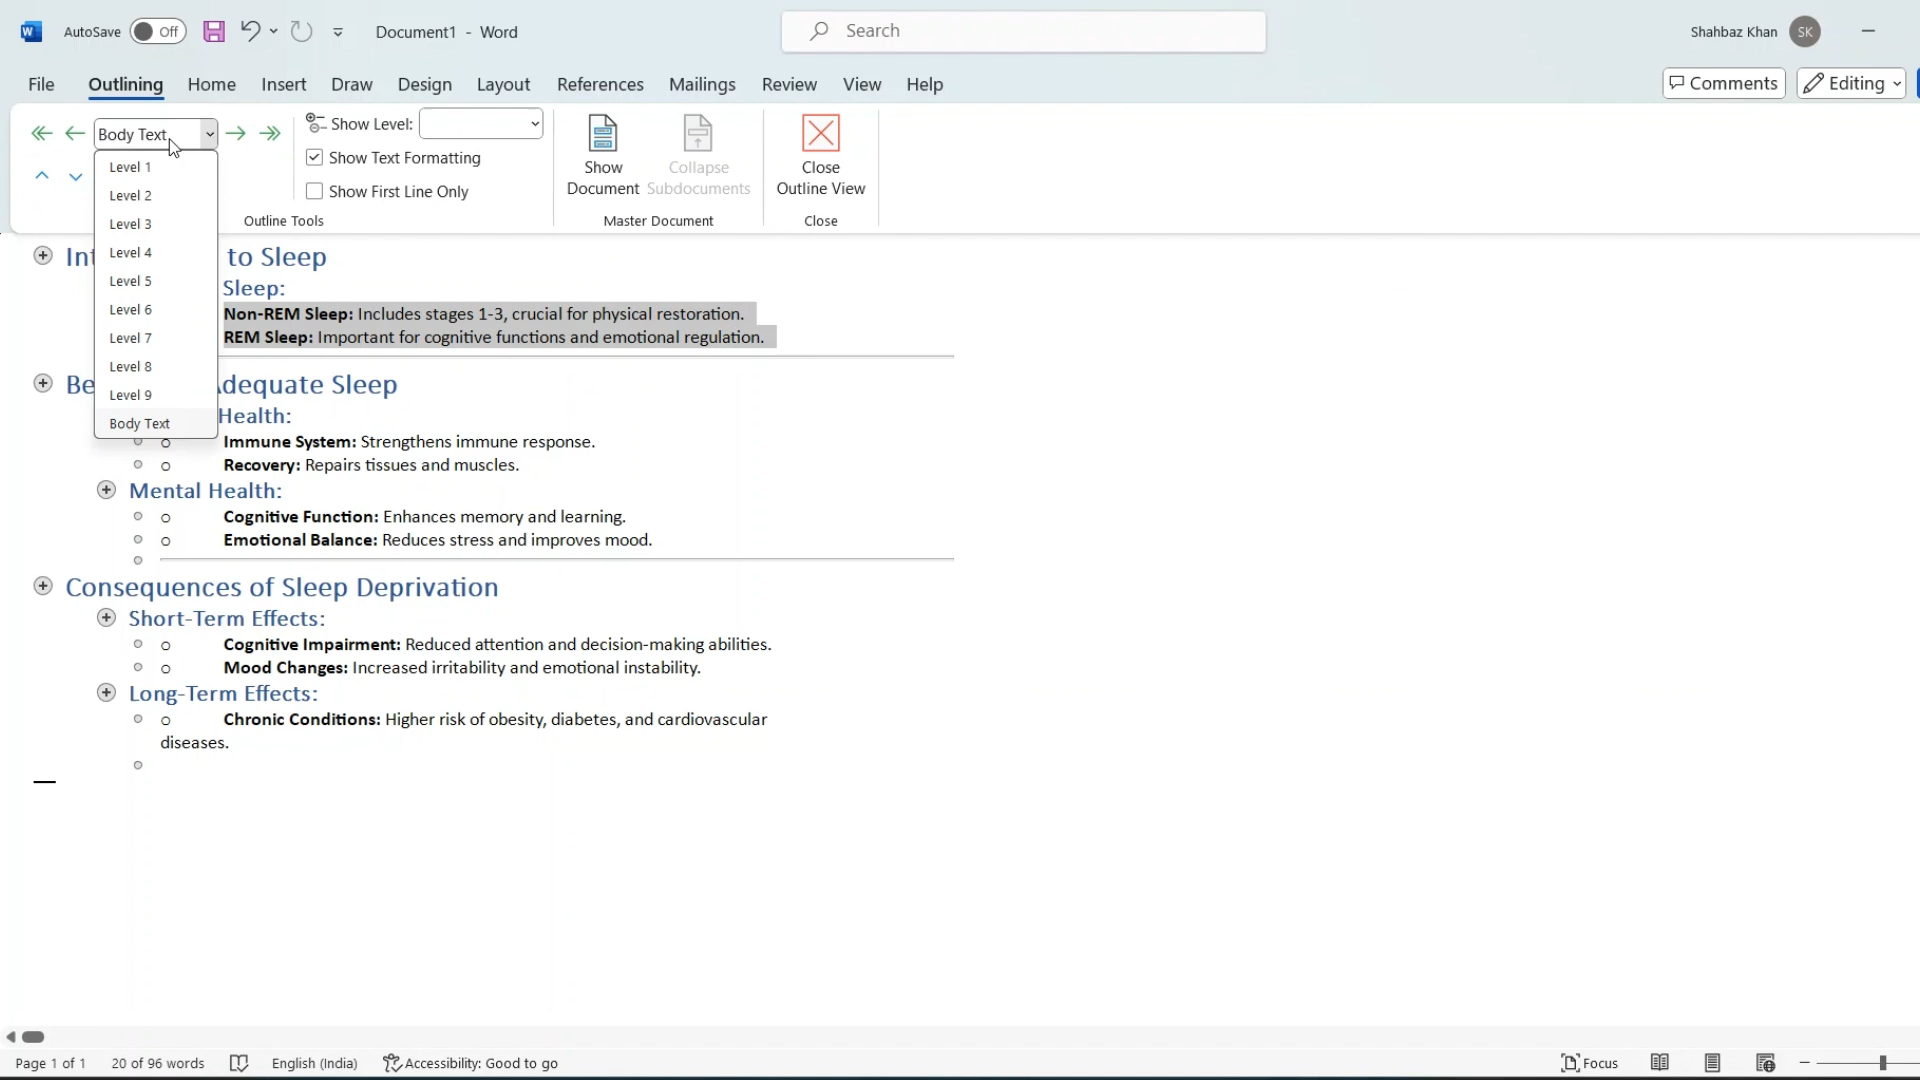 AutoSave Off Document1 - Word Search Shahbaz Khan SK
File Outlining Home Insert Draw Design Layout References Mailings Review View Help Comments Editing
Body Text
Level 1
Level 2
Level 3
Level 4
Level 5
Level 6
Level 7
Level 8
Level 9
Body Text
Show Level:
Show Text Formatting
Show First Line Only
Outline Tools
Show
Document
Collapse
Subdocuments
Master Document
Close
Outline View
Close
Int to Sleep
Sleep:
Non-REM Sleep: Includes stages 1-3, crucial for physical restoration.
REM Sleep: Important for cognitive functions and emotional regulation.
Be Adequate Sleep
Health:
o Immune System: Strengthens immune response.
o Recovery: Repairs tissues and muscles.
Mental Health:
o Cognitive Function: Enhances memory and learning.
o Emotional Balance: Reduces stress and improves mood.
Consequences of Sleep Deprivation
Short-Term Effects:
o Cognitive Impairment: Reduced attention and decision-making abilities.
o Mood Changes: Increased irritability and emotional instability.
Long-Term Effects:
o Chronic Conditions: Higher risk of obesity, diabetes, and cardiovascular
diseases.
Page 1 of 1 20 of 96 words English (India) Accessibility: Good to go Focus